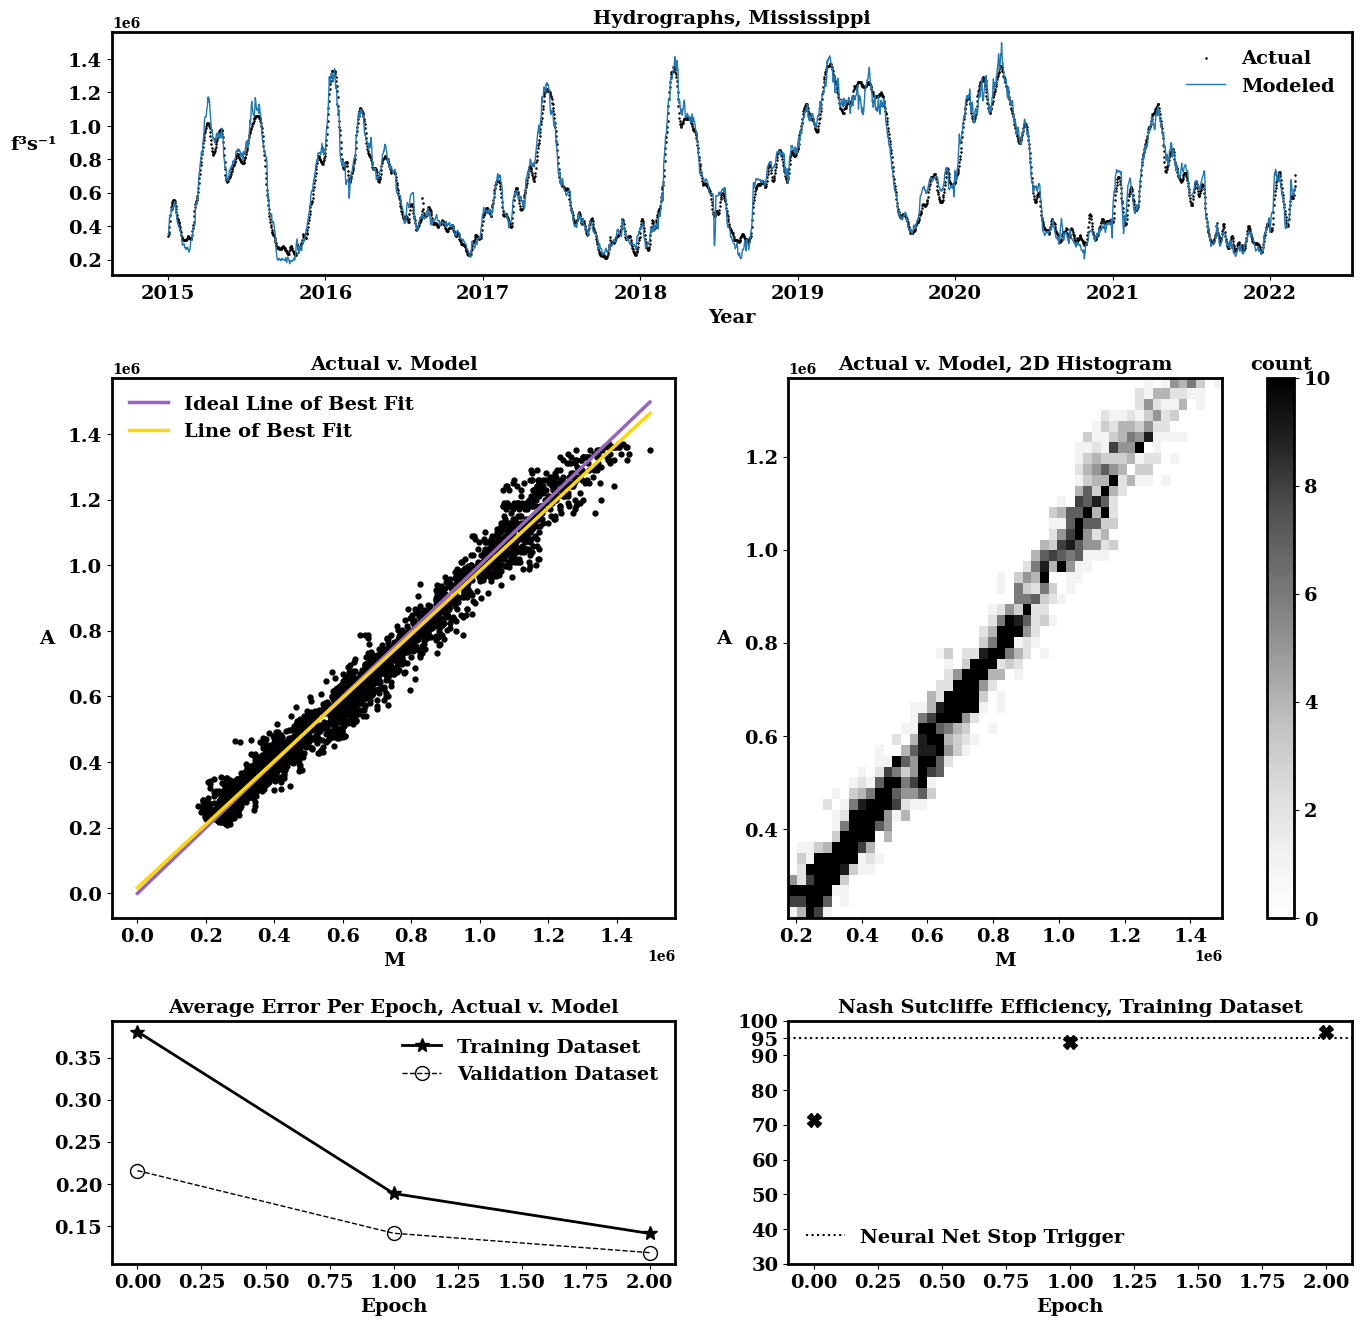 Hydrographs, Mississippi
1e6
1.4
1.2
1.0
0.8
0.6
0.4
0.2
f³s⁻¹
Actual
Modeled
2015 2016 2017 2018 2019 2020 2021 2022
Year
Actual v. Model
1e6
Ideal Line of Best Fit
Line of Best Fit
1.4
1.2
1.0
0.8
0.6
0.4
0.2
0.0
A
0.0 0.2 0.4 0.6 0.8 1.0 1.2 1.4
M
1e6
Actual v. Model, 2D Histogram
1e6
1.2
1.0
0.8
0.6
0.4
A
0.2 0.4 0.6 0.8 1.0 1.2 1.4
M
1e6
count
10
8
6
4
2
0
Average Error Per Epoch, Actual v. Model
Training Dataset
Validation Dataset
0.35
0.30
0.25
0.20
0.15
0.00 0.25 0.50 0.75 1.00 1.25 1.50 1.75 2.00
Epoch
Nash Sutcliffe Efficiency, Training Dataset
100
95
90
80
70
60
50
40
30
Neural Net Stop Trigger
0.00 0.25 0.50 0.75 1.00 1.25 1.50 1.75 2.00
Epoch